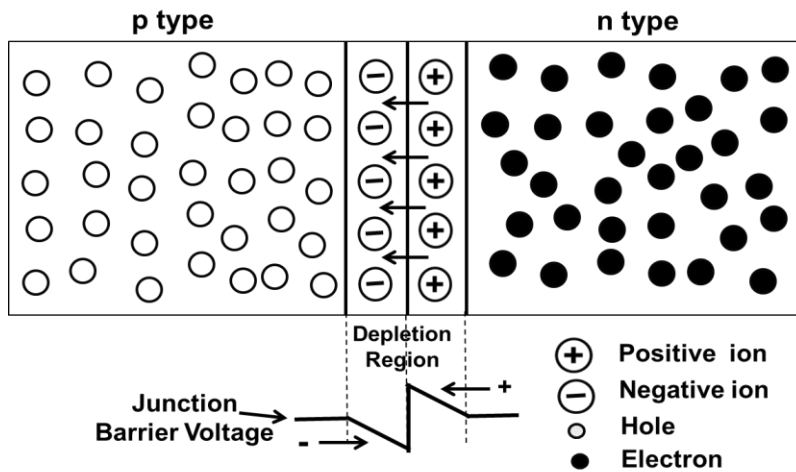 p type
n type
Depletion
Region
Junction
Barrier Voltage
-
+
Positive ion
Negative ion
Hole
Electron